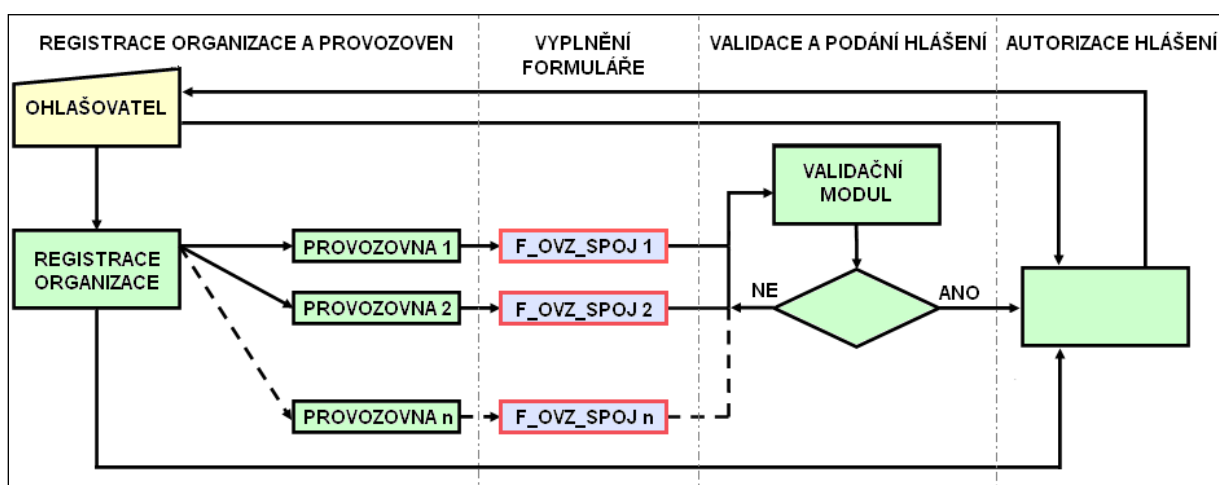 REGISTRACE ORGANIZACE A PROVOZOVEN
VYPLNĚNÍ
FORMULÁŘE
VALIDACE A PODÁNÍ HLÁŠENÍ
AUTORIZACE HLÁŠENÍ
OHLAŠOVATEL
VALIDAČNÍ
MODUL
REGISTRACE
ORGANIZACE
PROVOZOVNA 1
F_OVZ_SPOJ 1
PROVOZOVNA 2
F_OVZ_SPOJ 2
NE
ANO
PROVOZOVNA n
F_OVZ_SPOJ n